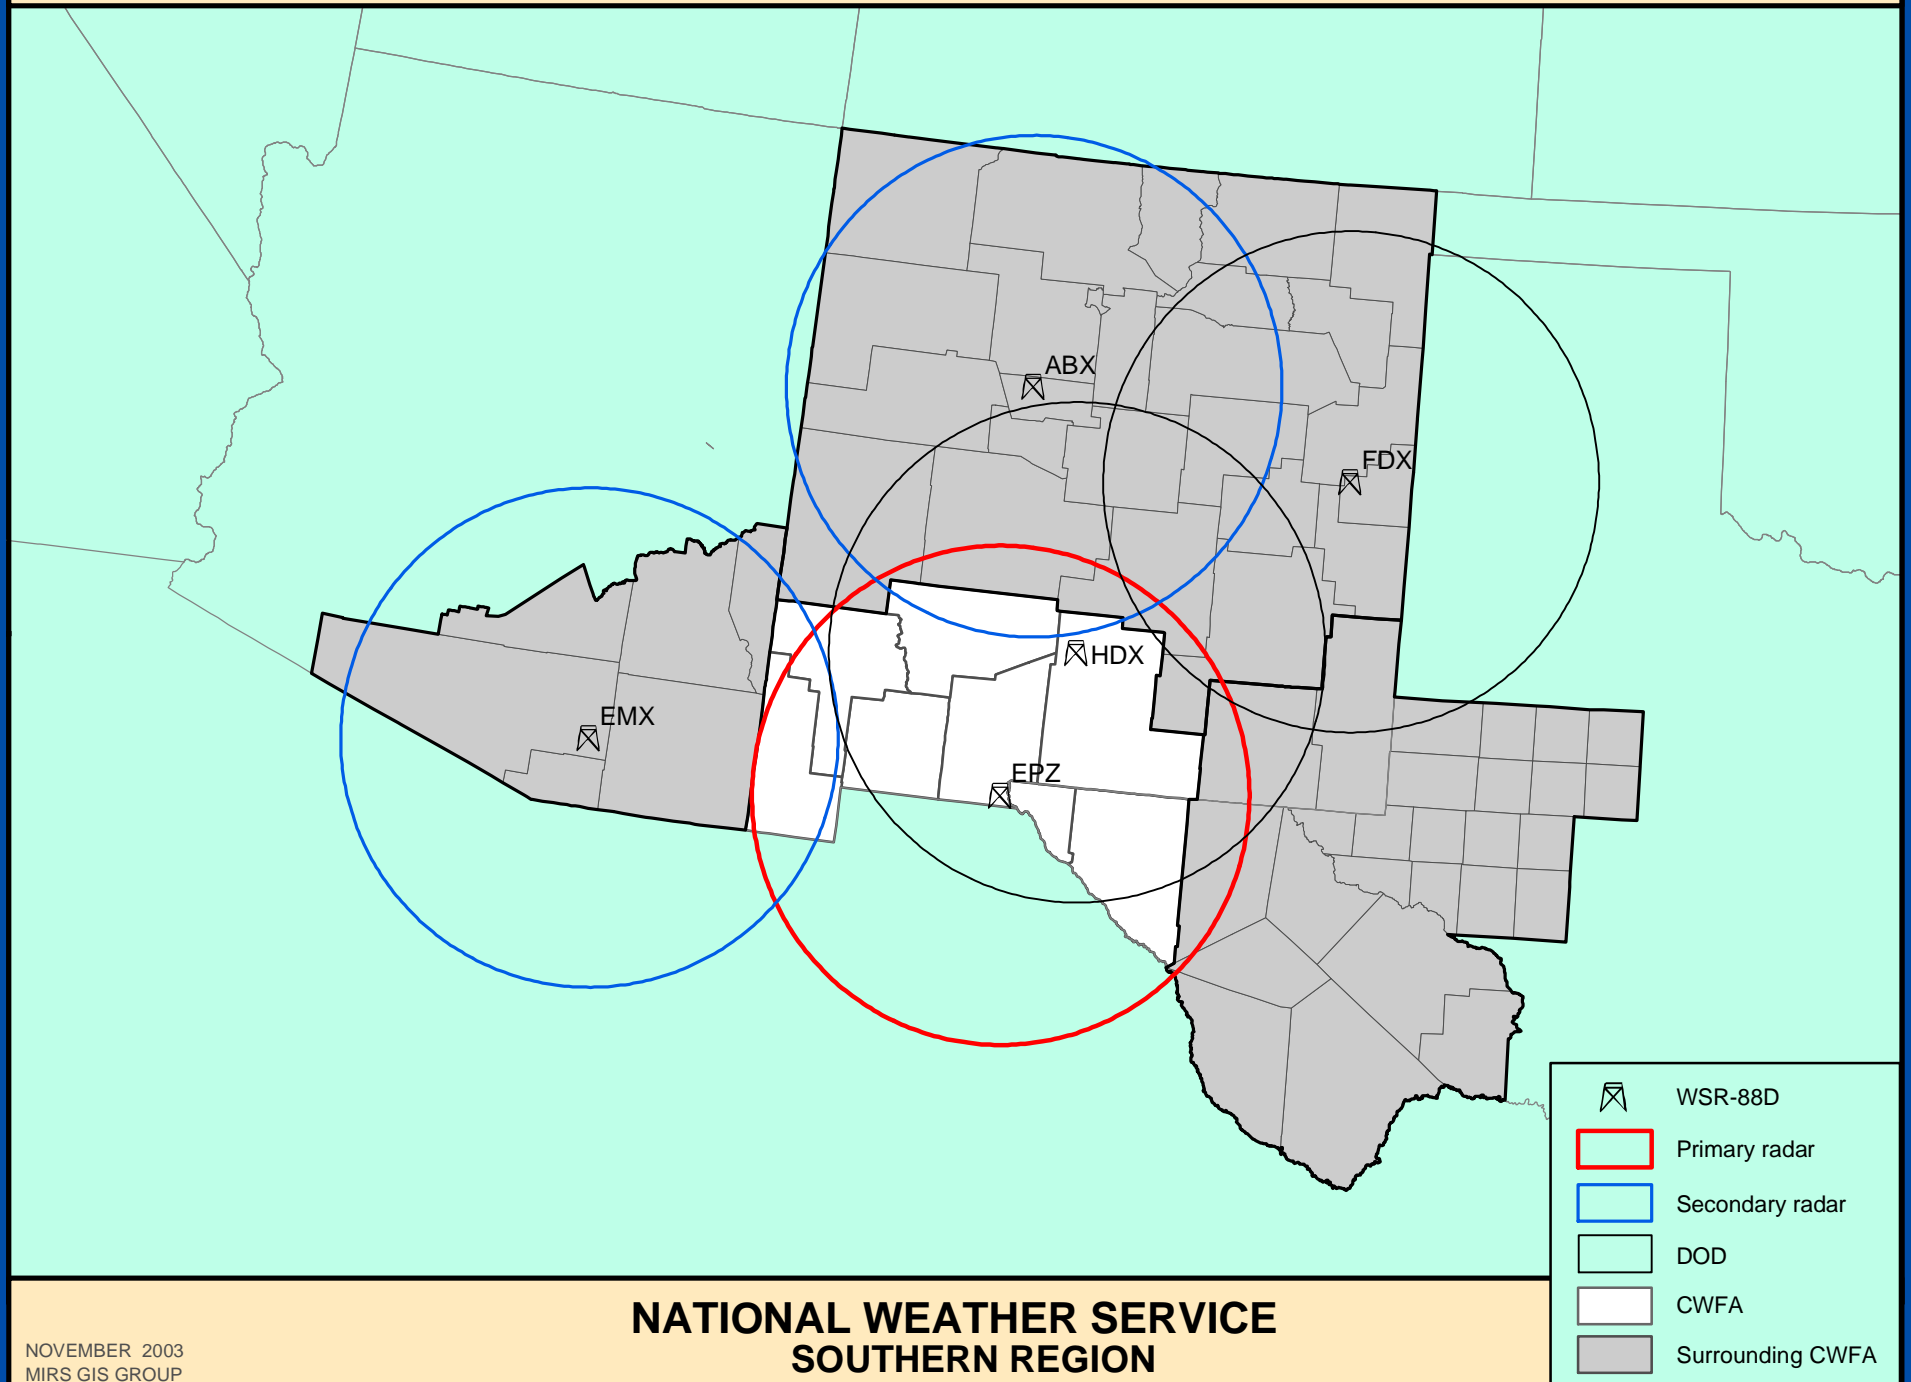 ABX
FDX
HDX
EMX
EPZ
WSR-88D
Primary radar
Secondary radar
DOD
CWFA
Surrounding CWFA
NATIONAL WEATHER SERVICE
SOUTHERN REGION
NOVEMBER 2003
MIRS GIS GROUP